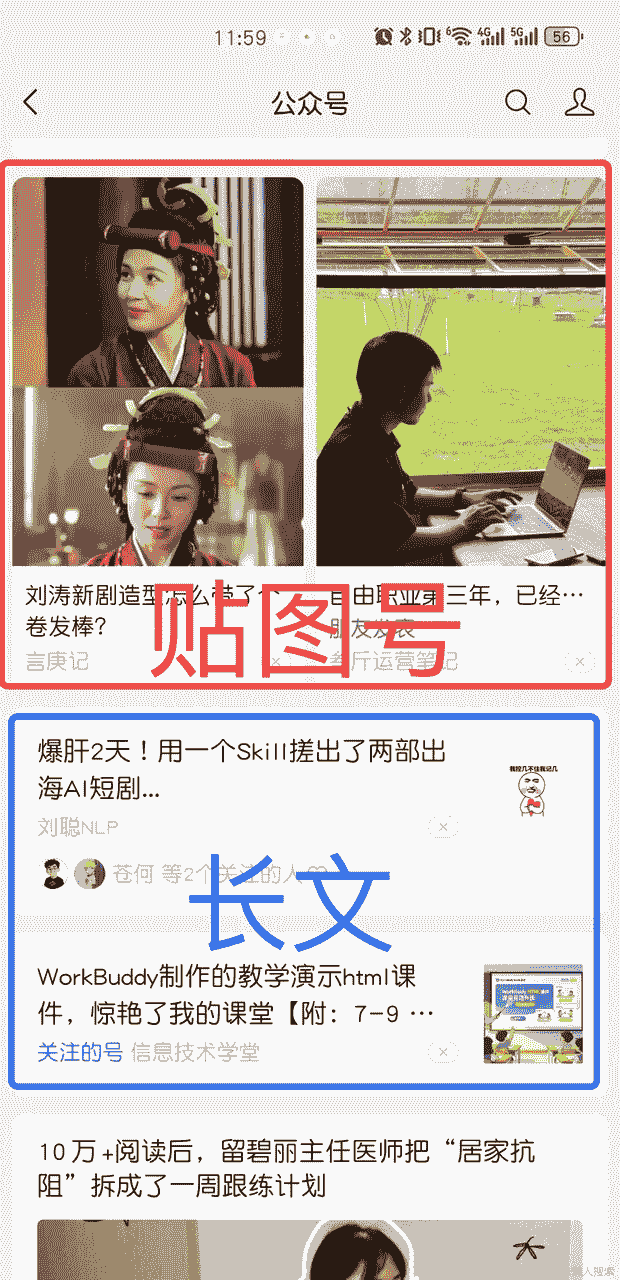 11:59
6 4G 5G 56
公众号
刘涛新剧造型怎么带了个
卷发棒?
言庚记
自由职业第三年，已经…
朋友发表
叁斤运营笔记
贴图号
爆肝2天！用一个Skill搓出了两部出
海AI短剧...
刘聪NLP
苍何 等2个关注的人
长文
WorkBuddy制作的教学演示html课
件，惊艳了我的课堂【附：7-9 …
关注的号 信息技术学堂
10万+阅读后，留碧丽主任医师把“居家抗
阻”拆成了一周跟练计划